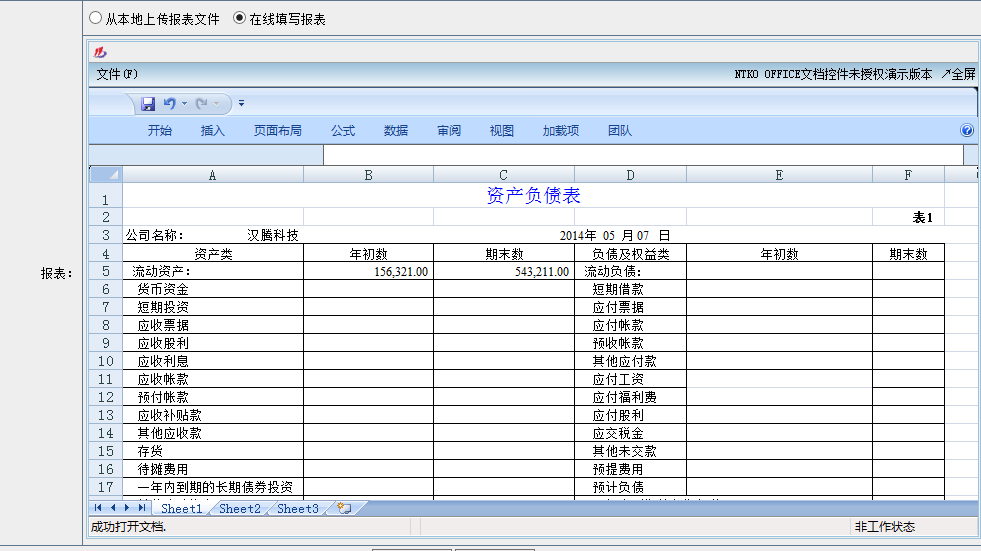 从本地上传报表文件 在线填写报表
文件(F) NTKO OFFICE文档控件未授权演示版本 全屏
开始 插入 页面布局 公式 数据 审阅 视图 加载项 团队
A B C D E F
1 资产负债表
2 表1
3 公司名称： 汉腾科技 2014年 05 月 07 日
4 资产类 年初数 期末数 负债及权益类 年初数 期末数
报表：
5 流动资产： 156,321.00 543,211.00 流动负债：
6 货币资金 短期借款
7 短期投资 应付票据
8 应收票据 应付帐款
9 应收股利 预收帐款
10 应收利息 其他应付款
11 应收帐款 应付工资
12 预付帐款 应付福利费
13 应收补贴款 应付股利
14 其他应收款 应交税金
15 存货 其他未交款
16 待摊费用 预提费用
17 一年内到期的长期债券投资 预计负债
Sheet1 Sheet2 Sheet3
成功打开文档. 非工作状态